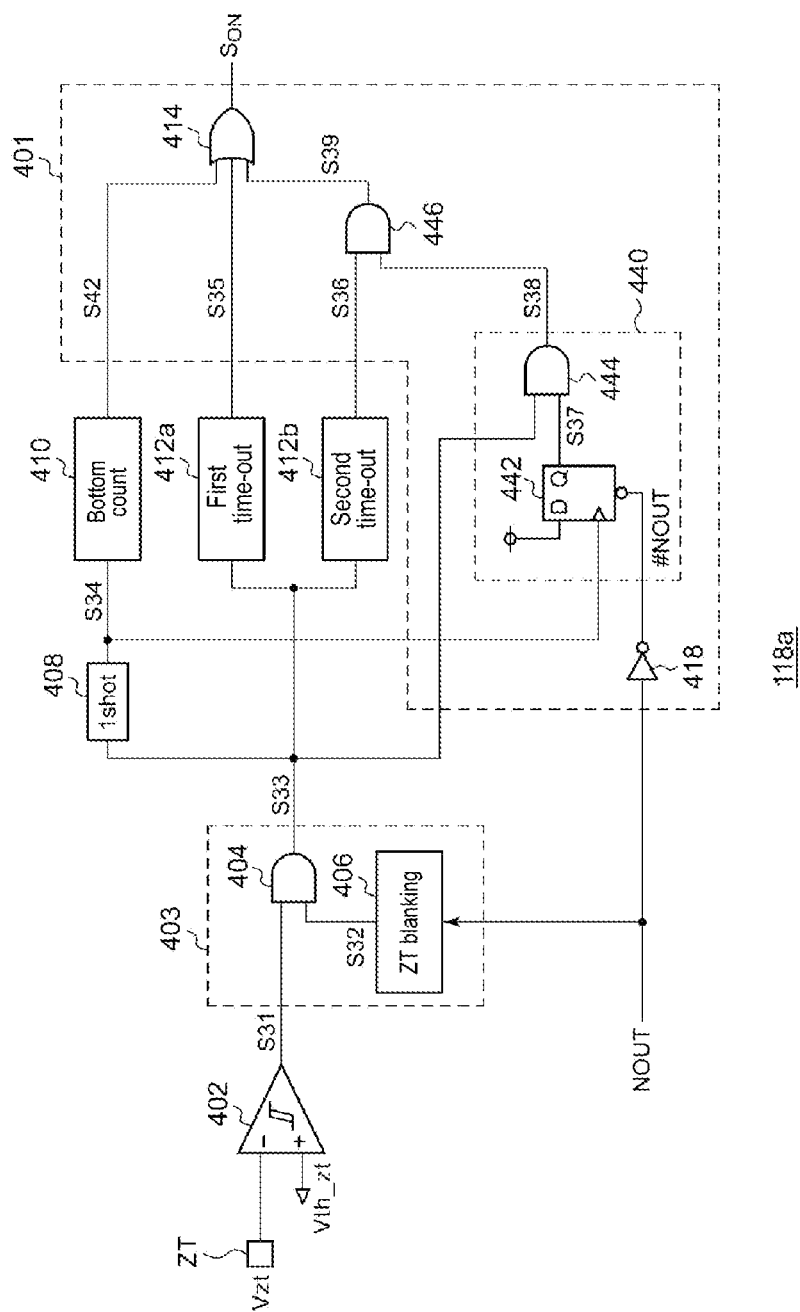 ZT
Vzt
Vth_zt
402
−
+
S31
403
404
S32
406
ZT blanking
NOUT
S33
408
1shot
S34
410
Bottom
count
412a
First
time-out
412b
Second
time-out
S42
S35
S36
401
414
SON
S39
446
S38
440
444
S37
442
D
Q
#NOUT
418
118a